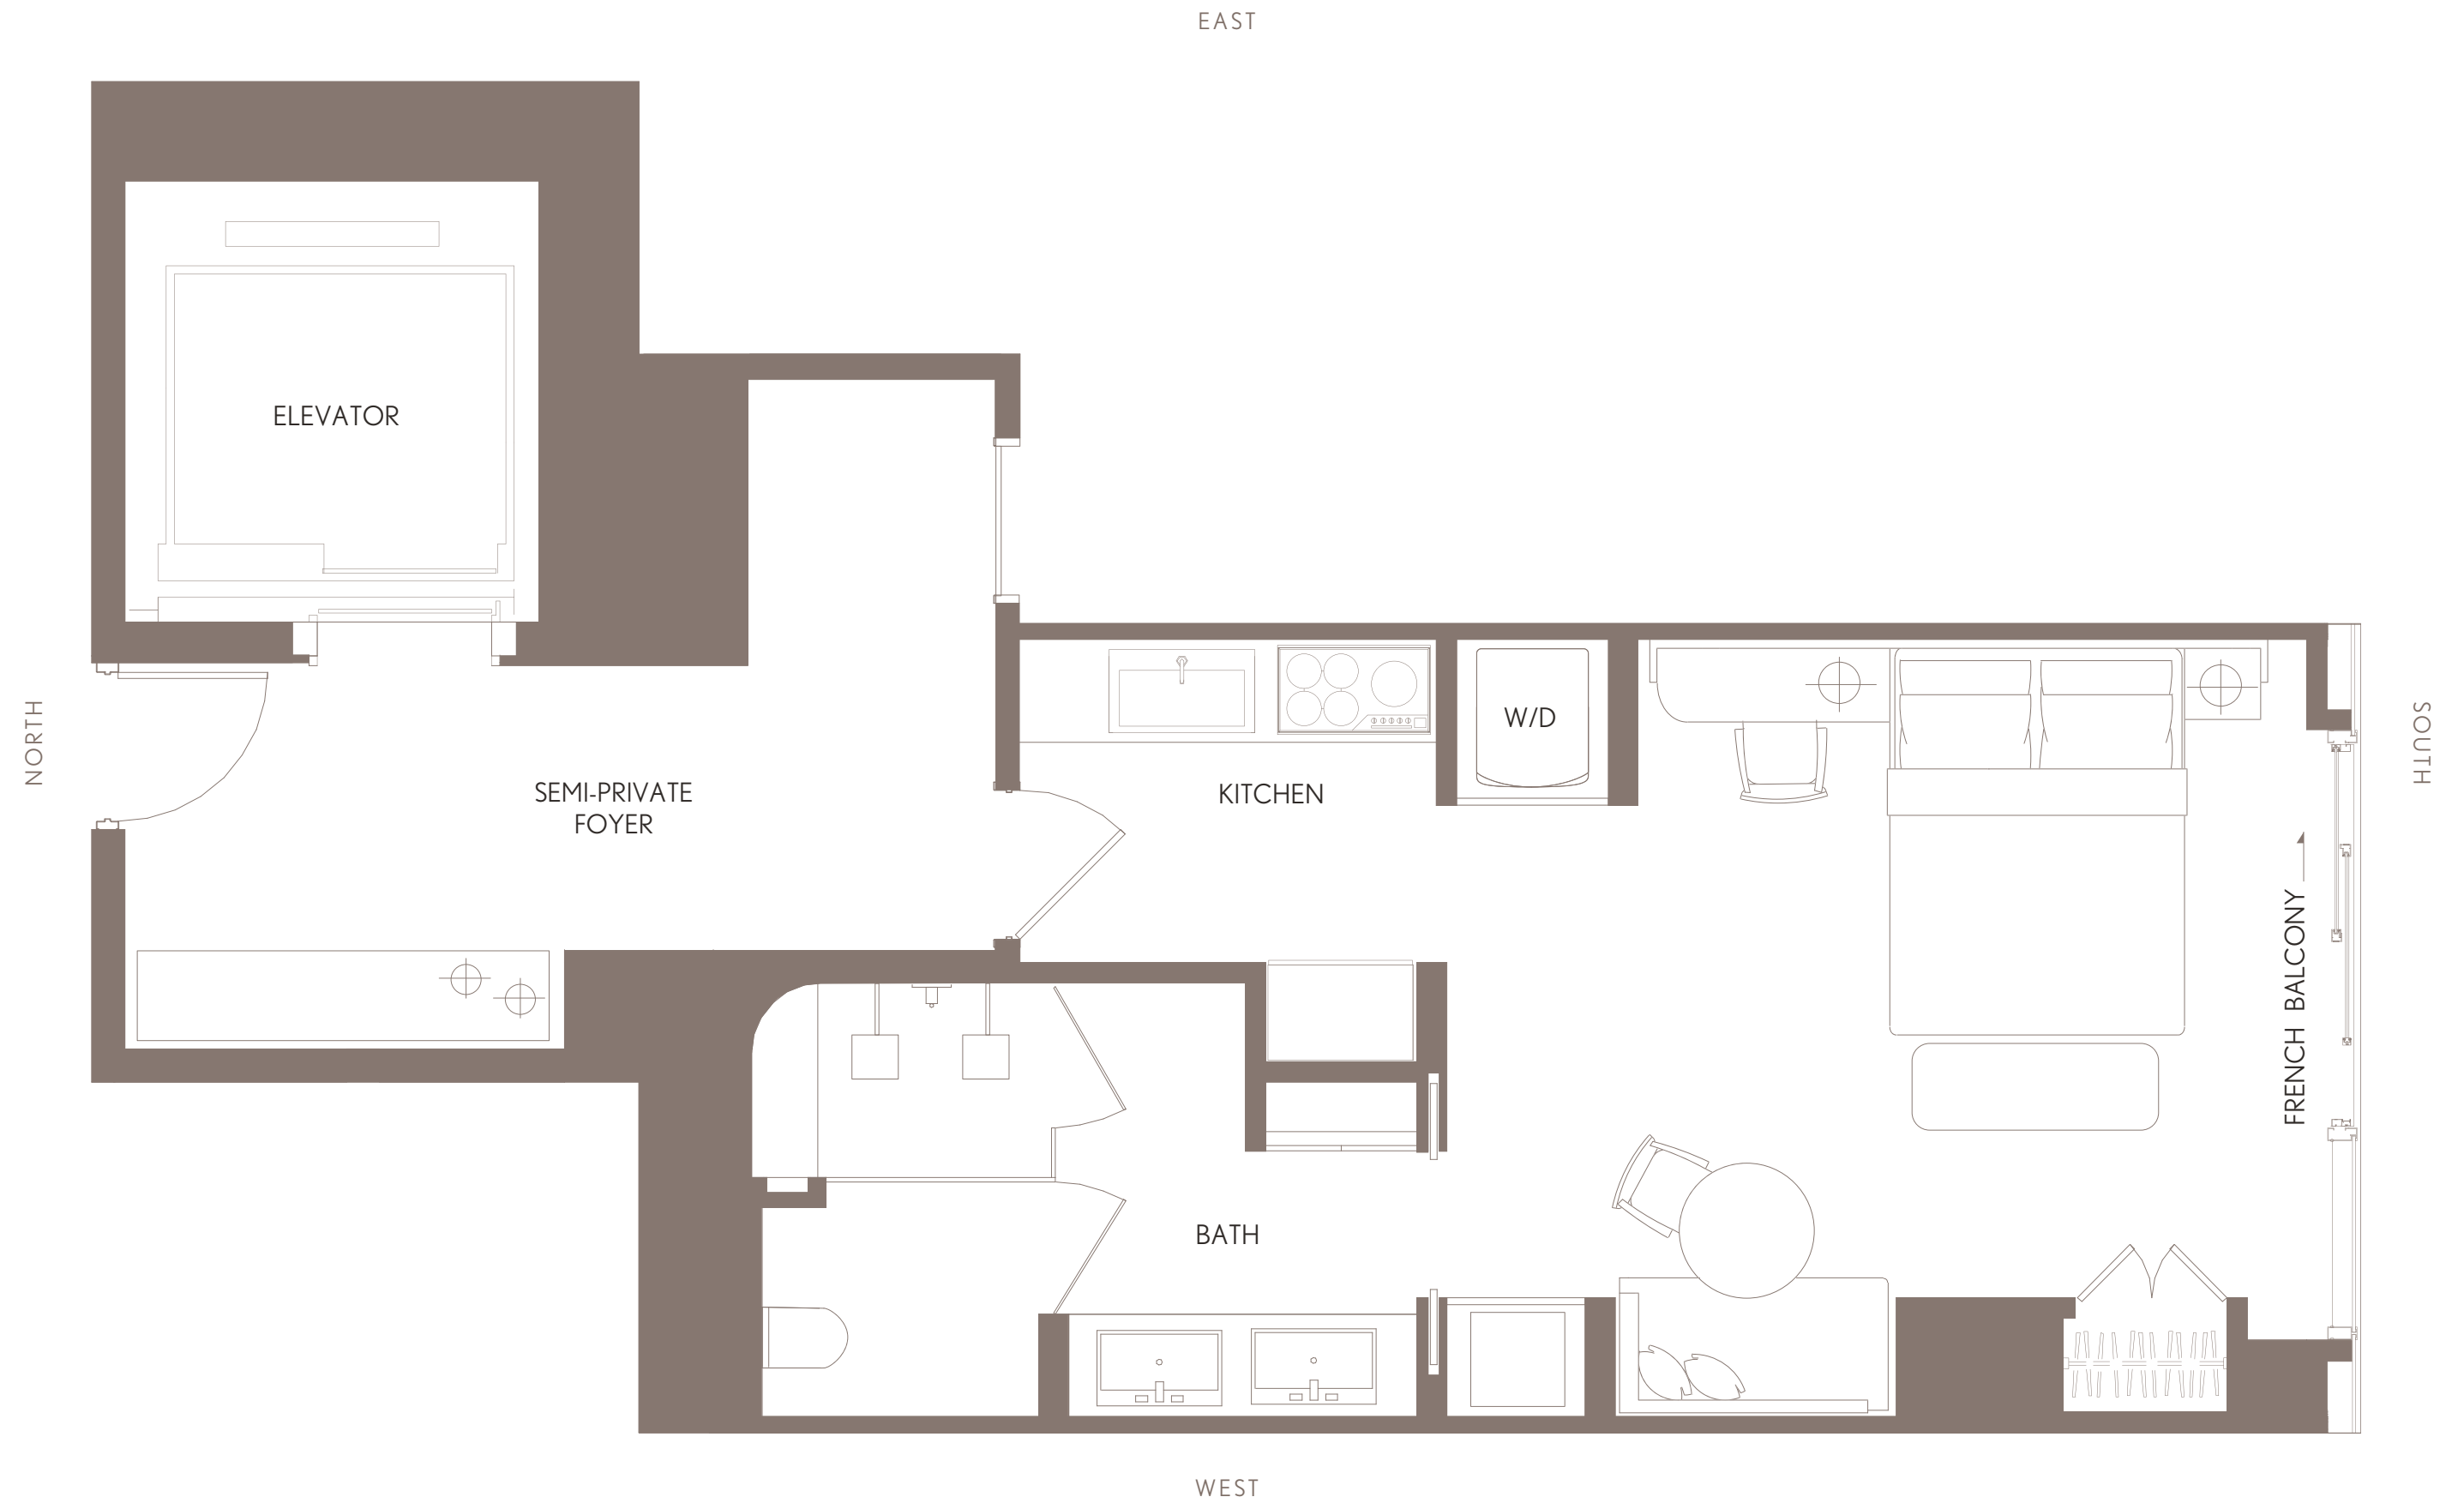 EAST
ELEVATOR
NORTH
SOUTH
W/D
SEMI-PRIVATE
FOYER
KITCHEN
FRENCH BALCONY
BATH
WEST